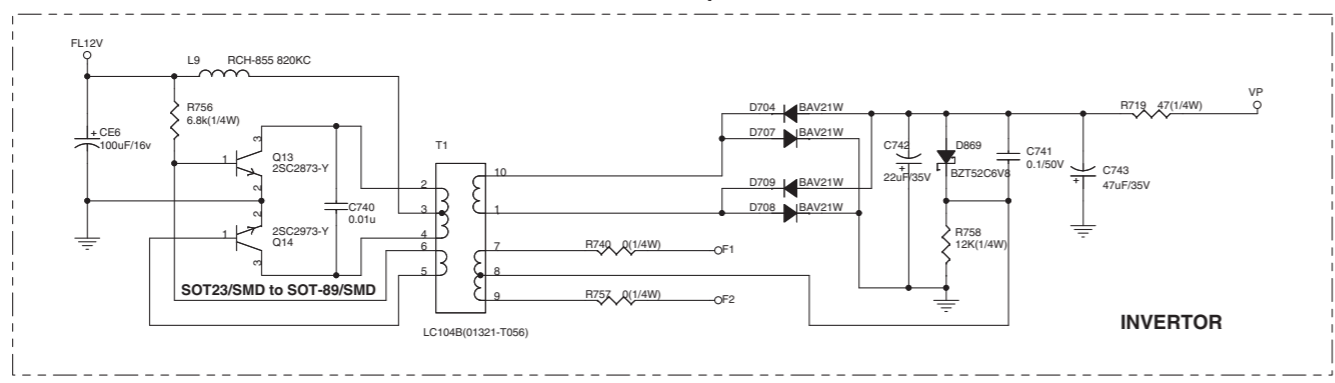 FL12V
L9 RCH-855 820KC
R756
6.8k(1/4W)
+ CE6
100uF/16v
3
1
Q13
2SC2873-Y
2
2
2SC2973-Y
1
Q14
3
SOT23/SMD to SOT-89/SMD
C740
0.01u
T1
2
3
4
6
5
10
1
7
8
9
LC104B(01321-T056)
R740 0(1/4W)
F1
R757 0(1/4W)
F2
D704 BAV21W
D707 BAV21W
D709 BAV21W
D708 BAV21W
C742
+
22uF/35V
D869
BZT52C6V8
C741
0.1/50V
R758
12K(1/4W)
C743
+
47uF/35V
R719 47(1/4W)
VP
INVERTOR